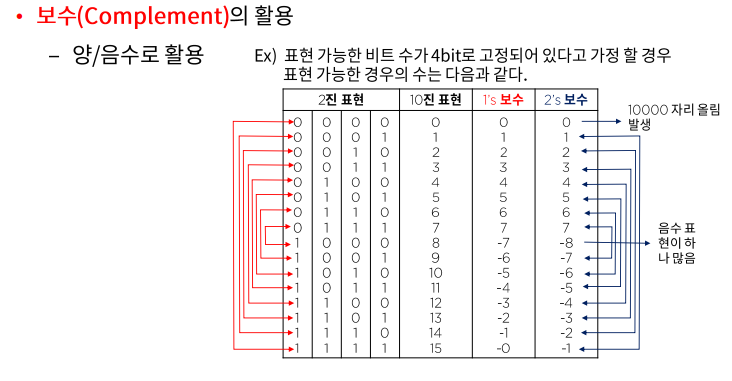 • 보수(Complement)의 활용
– 양/음수로 활용
Ex) 표현 가능한 비트 수가 4bit로 고정되어 있다고 가정 할 경우
표현 가능한 경우의 수는 다음과 같다.
2진 표현 10진 표현 1's 보수 2's 보수
0 0 0 0 0 0 0
0 0 0 1 1 1 1
0 0 1 0 2 2 2
0 0 1 1 3 3 3
0 1 0 0 4 4 4
0 1 0 1 5 5 5
0 1 1 0 6 6 6
0 1 1 1 7 7 7
1 0 0 0 8 -7 -8
1 0 0 1 9 -6 -7
1 0 1 0 10 -5 -6
1 0 1 1 11 -4 -5
1 1 0 0 12 -3 -4
1 1 0 1 13 -2 -3
1 1 1 0 14 -1 -2
1 1 1 1 15 -0 -1
10000 자리 올림
발생
음수 표
현이 하
나 많음